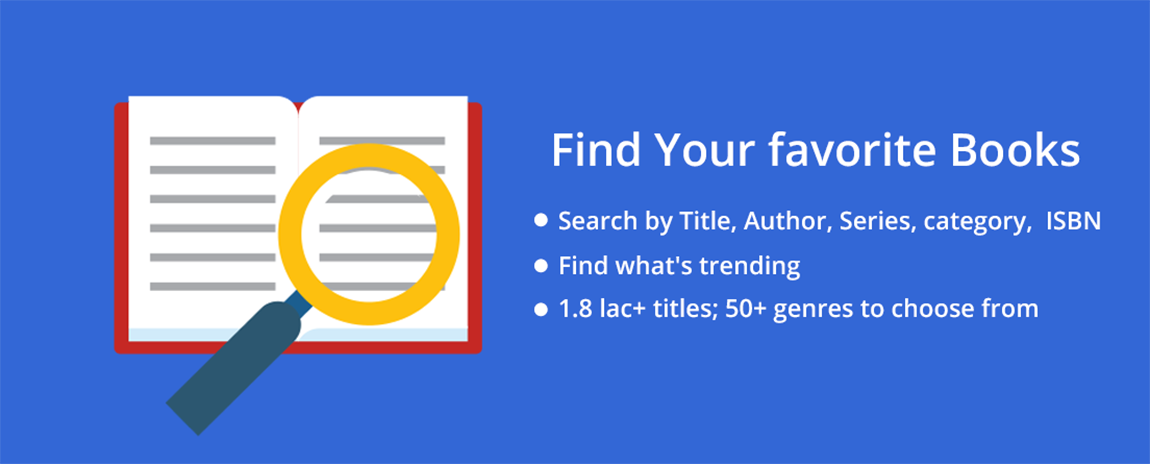 Find Your favorite Books
Search by Title, Author, Series, category, ISBN
Find what's trending
1.8 lac+ titles; 50+ genres to choose from